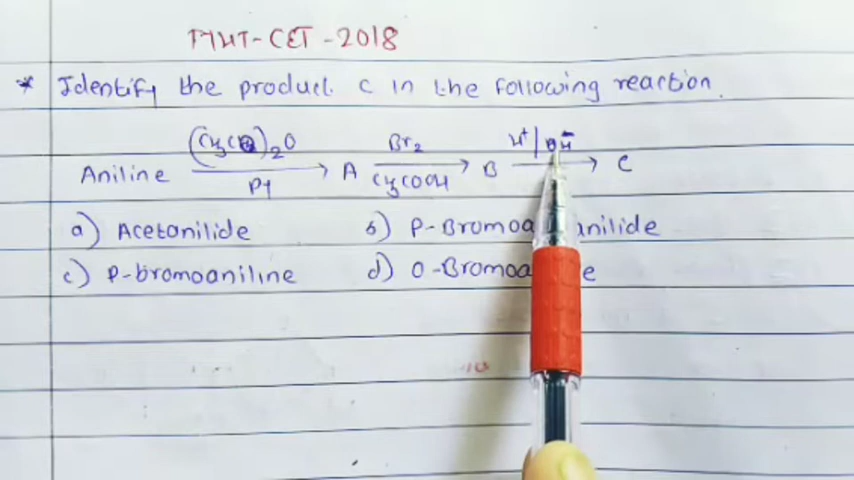 MHT-CET-2018
* Identify the product c in the following reaction.
Aniline (CH3CO)2O Py → A Br2 CH3COOH → B H+ | OH- → C
a) Acetanilide b) P-Bromoa nilide
c) P-bromoaniline d) O-Bromoa e